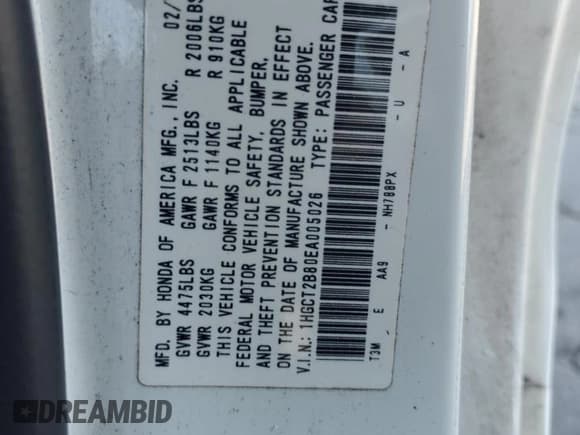 MFD. BY HONDA OF AMERICA MFG., INC. 02/
GVWR 4475LBS GAWR F 2513LBS R 2006LBS
GVWR 2030KG GAWR F 1140KG R 910KG
THIS VEHICLE CONFORMS TO ALL APPLICABLE
FEDERAL MOTOR VEHICLE SAFETY, BUMPER,
AND THEFT PREVENTION STANDARDS IN EFFECT
ON THE DATE OF MANUFACTURE SHOWN ABOVE.
V.I.N.: 1HGCT2B80EA005026 TYPE: PASSENGER CAR
T3M E AA9 - NH788PX - U - A
DREAMBID